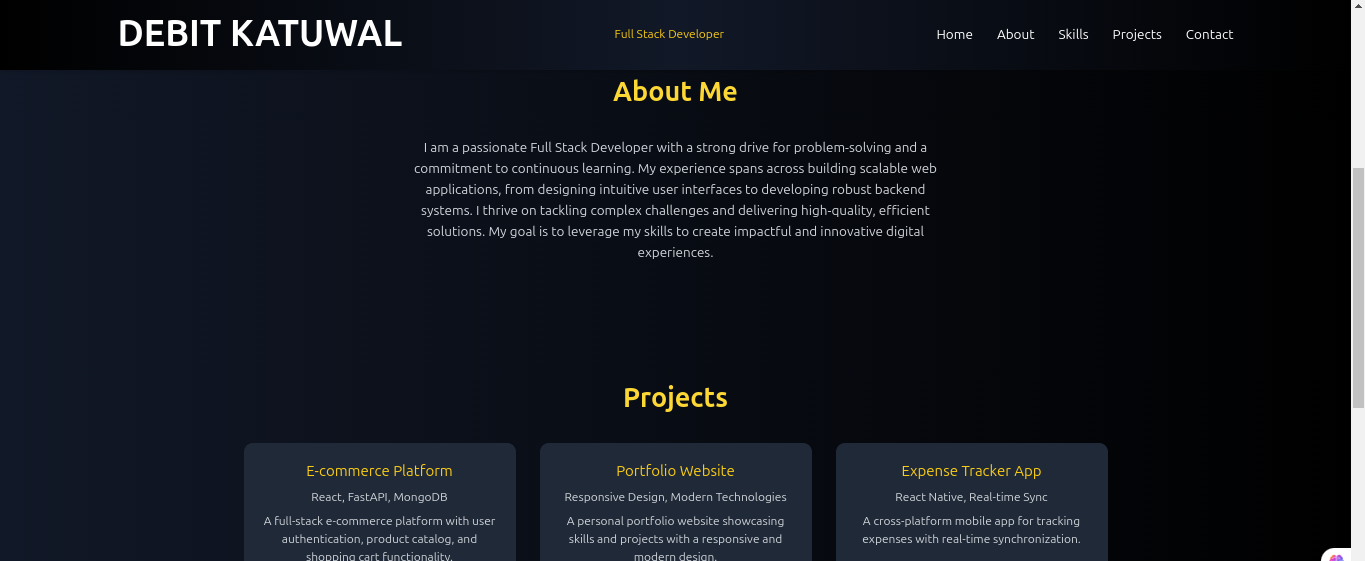 DEBIT KATUWAL
Full Stack Developer
Home About Skills Projects Contact
About Me
I am a passionate Full Stack Developer with a strong drive for problem-solving and a
commitment to continuous learning. My experience spans across building scalable web
applications, from designing intuitive user interfaces to developing robust backend
systems. I thrive on tackling complex challenges and delivering high-quality, efficient
solutions. My goal is to leverage my skills to create impactful and innovative digital
experiences.
Projects
E-commerce Platform
React, FastAPI, MongoDB
A full-stack e-commerce platform with user
authentication, product catalog, and
shopping cart functionality.
Portfolio Website
Responsive Design, Modern Technologies
A personal portfolio website showcasing
skills and projects with a responsive and
modern design.
Expense Tracker App
React Native, Real-time Sync
A cross-platform mobile app for tracking
expenses with real-time synchronization.